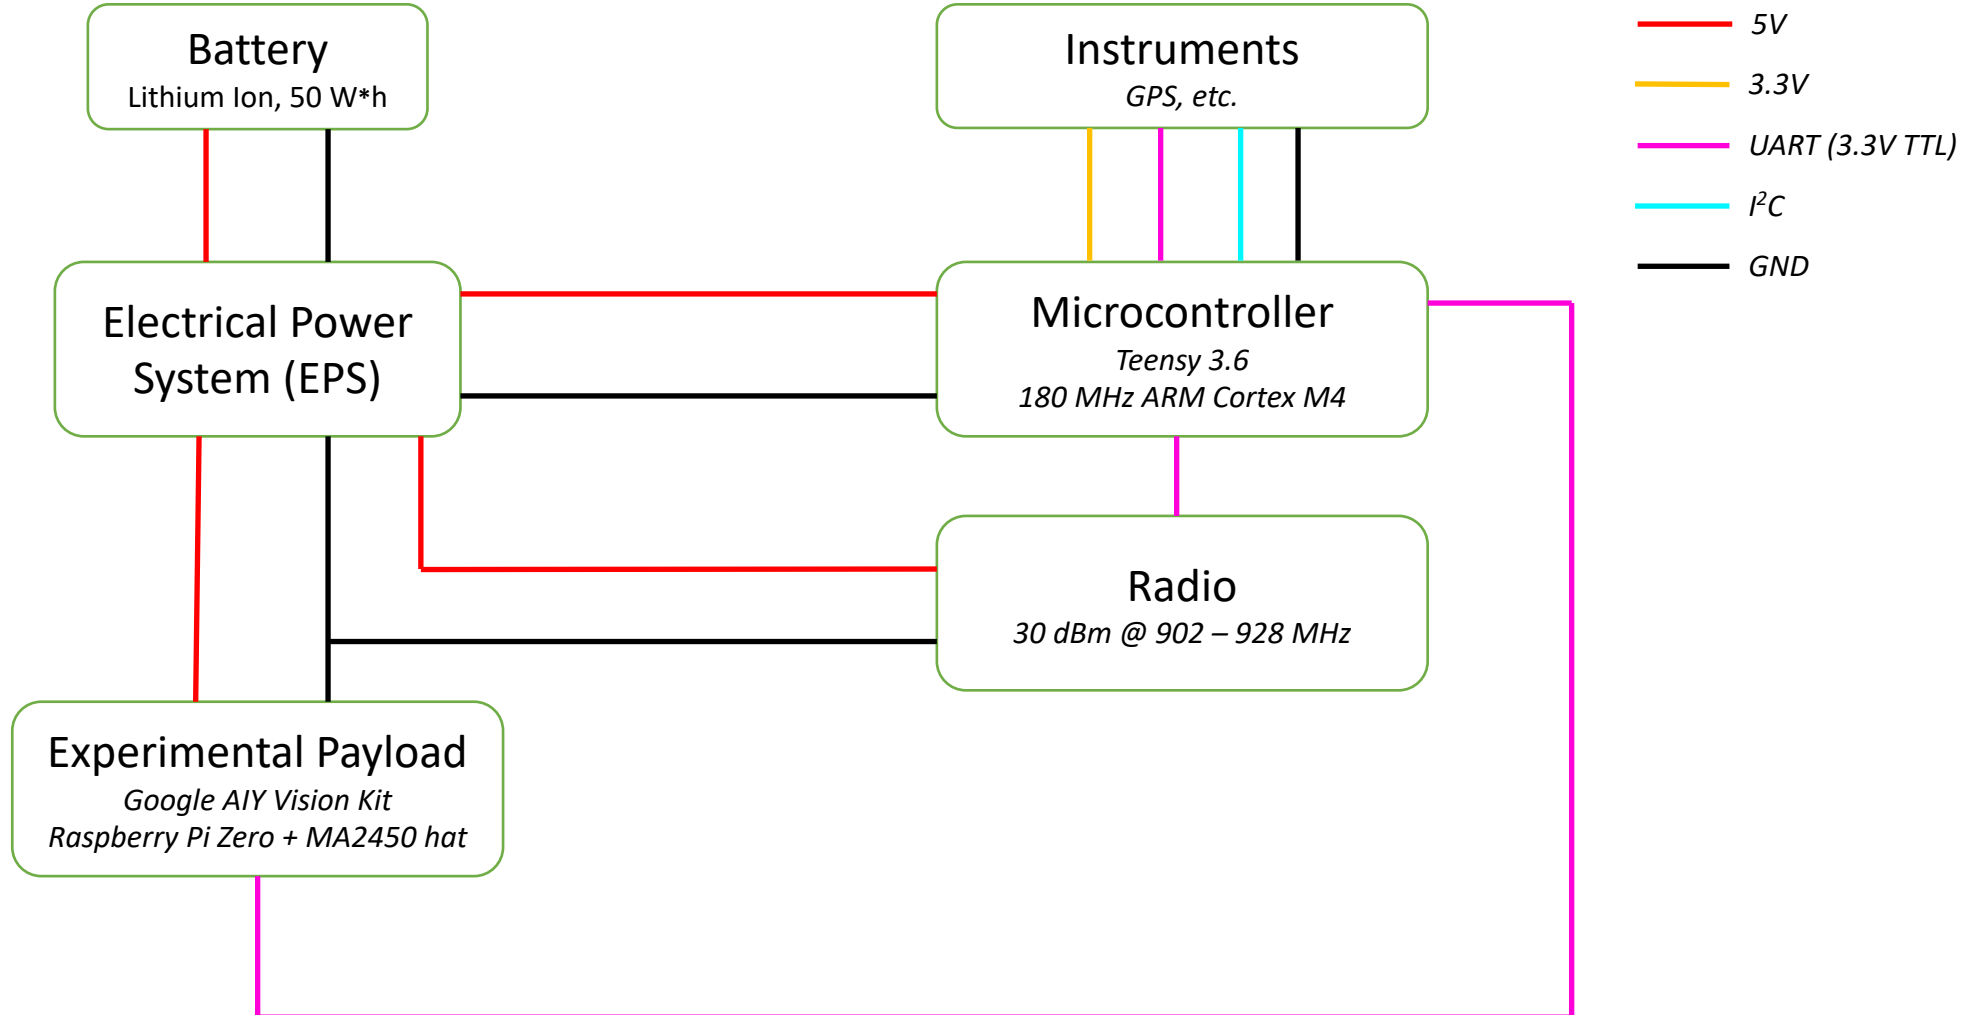 Battery
Lithium Ion, 50 W*h
Instruments
GPS, etc.
5V
3.3V
UART (3.3V TTL)
I²C
GND
Electrical Power
System (EPS)
Microcontroller
Teensy 3.6
180 MHz ARM Cortex M4
Radio
30 dBm @ 902 – 928 MHz
Experimental Payload
Google AIY Vision Kit
Raspberry Pi Zero + MA2450 hat